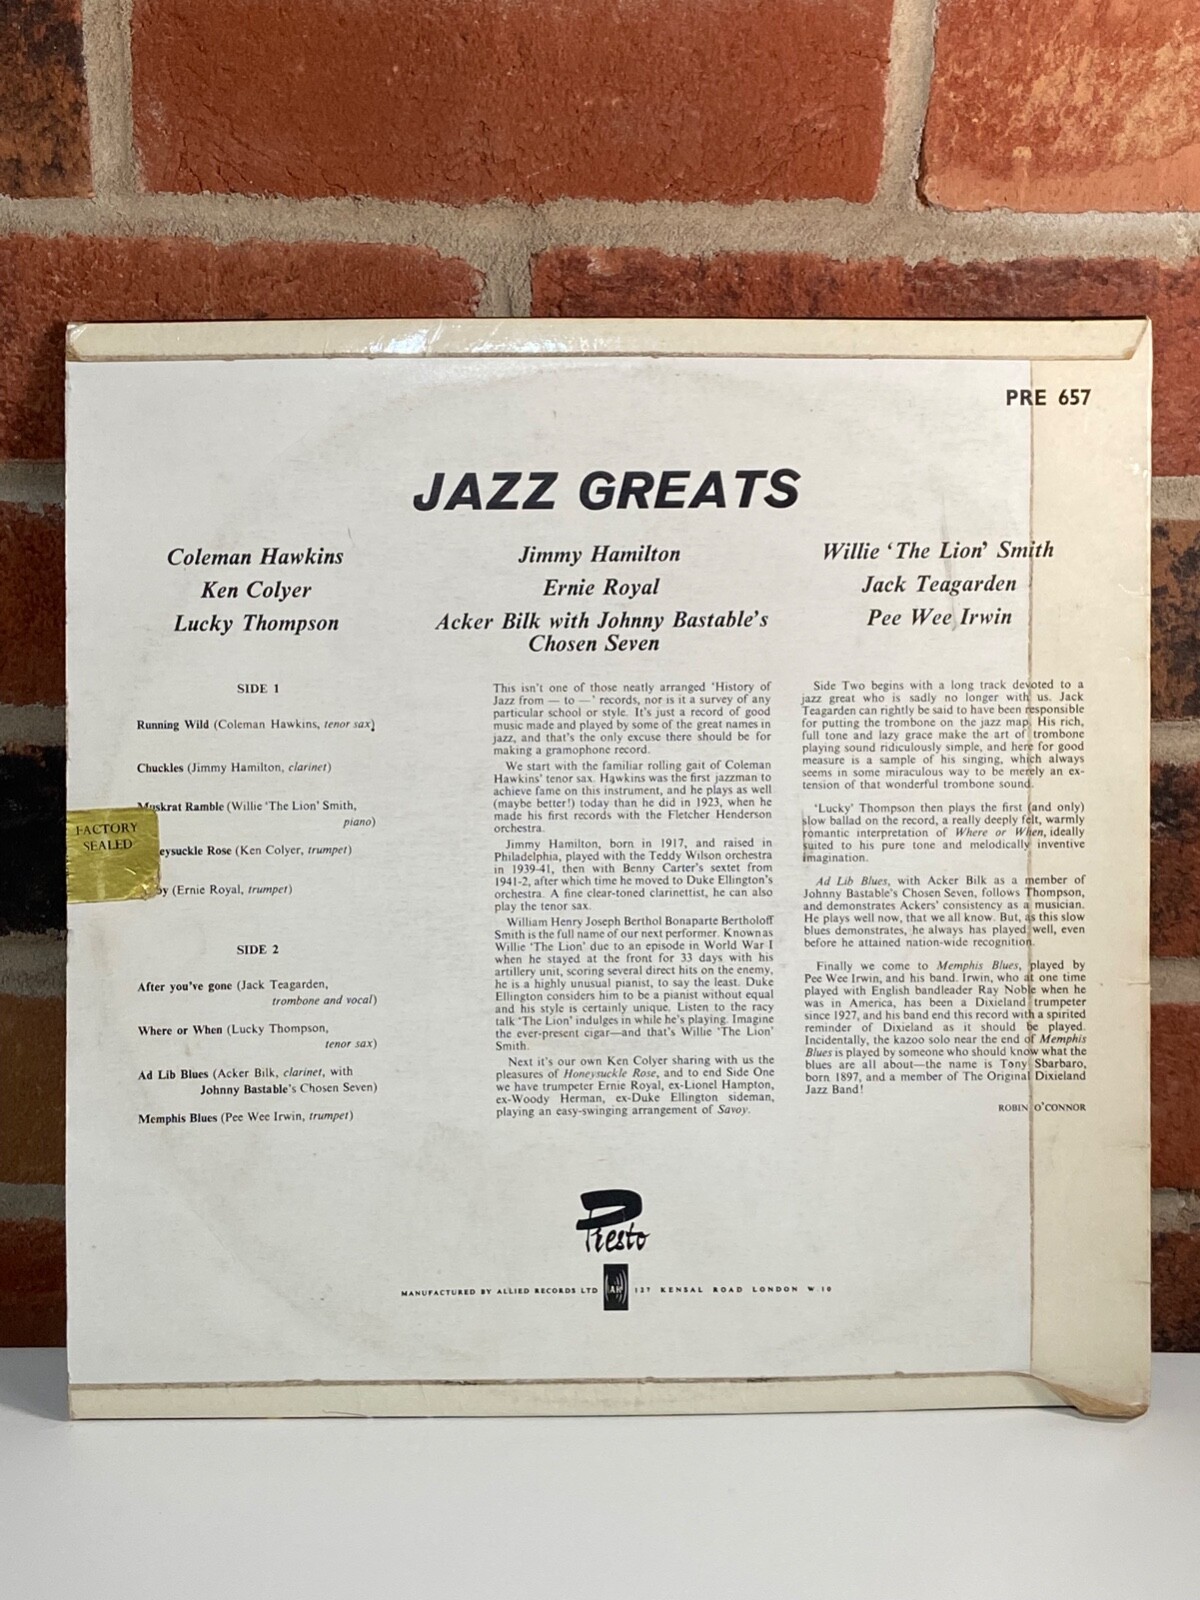 PRE 657
JAZZ GREATS
Coleman Hawkins
Ken Colyer
Lucky Thompson
Jimmy Hamilton
Ernie Royal
Acker Bilk with Johnny Bastable's
Chosen Seven
Willie 'The Lion' Smith
Jack Teagarden
Pee Wee Irwin
SIDE 1
Running Wild (Coleman Hawkins, tenor sax)
Chuckles (Jimmy Hamilton, clarinet)
Muskrat Ramble (Willie 'The Lion' Smith,
piano)
eysuckle Rose (Ken Colyer, trumpet)
oy (Ernie Royal, trumpet)
FACTORY
SEALED
SIDE 2
After you've gone (Jack Teagarden,
trombone and vocal)
Where or When (Lucky Thompson,
tenor sax)
Ad Lib Blues (Acker Bilk, clarinet, with
Johnny Bastable's Chosen Seven)
Memphis Blues (Pee Wee Irwin, trumpet)
This isn't one of those neatly arranged 'History of
Jazz from — to —' records, nor is it a survey of any
particular school or style. It's just a record of good
music made and played by some of the great names in
jazz, and that's the only excuse there should be for
making a gramophone record.
We start with the familiar rolling gait of Coleman
Hawkins' tenor sax. Hawkins was the first jazzman to
achieve fame on this instrument, and he plays as well
(maybe better!) today than he did in 1923, when he
made his first records with the Fletcher Henderson
orchestra.
Jimmy Hamilton, born in 1917, and raised in
Philadelphia, played with the Teddy Wilson orchestra
in 1939-41, then with Benny Carter's sextet from
1941-2, after which time he moved to Duke Ellington's
orchestra. A fine clear-toned clarinettist, he can also
play the tenor sax.
William Henry Joseph Berthol Bonaparte Bertholoff
Smith is the full name of our next performer. Known as
Willie 'The Lion' due to an episode in World War I
when he stayed at the front for 33 days with his
artillery unit, scoring several direct hits on the enemy,
he is a highly unusual pianist, to say the least. Duke
Ellington considers him to be a pianist without equal
and his style is certainly unique. Listen to the racy
talk 'The Lion' indulges in while he's playing. Imagine
the ever-present cigar—and that's Willie 'The Lion'
Smith.
Next it's our own Ken Colyer sharing with us the
pleasures of Honeysuckle Rose, and to end Side One
we have trumpeter Ernie Royal, ex-Lionel Hampton,
ex-Woody Herman, ex-Duke Ellington sideman,
playing an easy-swinging arrangement of Savoy.
Side Two begins with a long track devoted to a
jazz great who is sadly no longer with us. Jack
Teagarden can rightly be said to have been responsible
for putting the trombone on the jazz map. His rich,
full tone and lazy grace make the art of trombone
playing sound ridiculously simple, and here for good
measure is a sample of his singing, which always
seems in some miraculous way to be merely an ex-
tension of that wonderful trombone sound.
'Lucky' Thompson then plays the first (and only)
slow ballad on the record, a really deeply felt, warmly
romantic interpretation of Where or When, ideally
suited to his pure tone and melodically inventive
imagination.
Ad Lib Blues, with Acker Bilk as a member of
Johnny Bastable's Chosen Seven, follows Thompson,
and demonstrates Ackers' consistency as a musician.
He plays well now, that we all know. But, as this slow
blues demonstrates, he always has played well, even
before he attained nation-wide recognition.
Finally we come to Memphis Blues, played by
Pee Wee Irwin, and his band. Irwin, who at one time
played with English bandleader Ray Noble when he
was in America, has been a Dixieland trumpeter
since 1927, and his band end this record with a spirited
reminder of Dixieland as it should be played.
Incidentally, the kazoo solo near the end of Memphis
Blues is played by someone who should know what the
blues are all about—the name is Tony Sbarbaro,
born 1897, and a member of The Original Dixieland
Jazz Band!
ROBIN O'CONNOR
Presto
MANUFACTURED BY ALLIED RECORDS LTD AR 127 KENSAL ROAD LONDON W 10